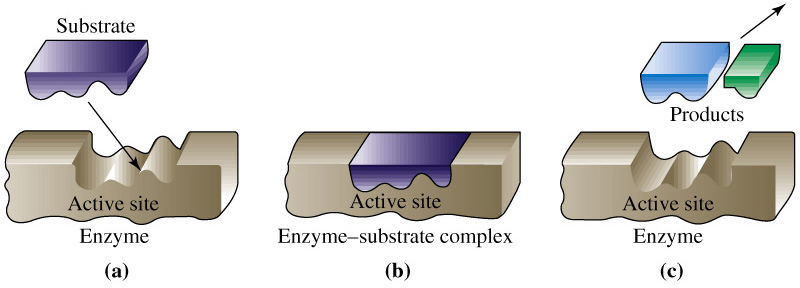 Substrate
Active site
Enzyme
(a)
Active site
Enzyme–substrate complex
(b)
Products
Active site
Enzyme
(c)